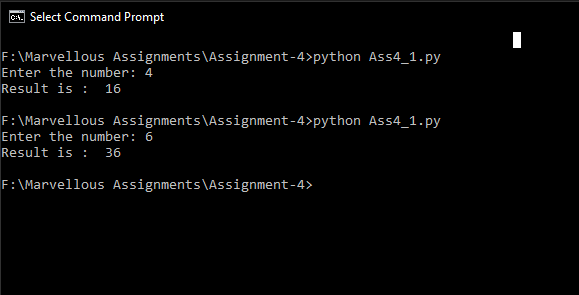 Select Command Prompt
F:\Marvellous Assignments\Assignment-4>python Ass4_1.py
Enter the number: 4
Result is :  16
F:\Marvellous Assignments\Assignment-4>python Ass4_1.py
Enter the number: 6
Result is :  36
F:\Marvellous Assignments\Assignment-4>